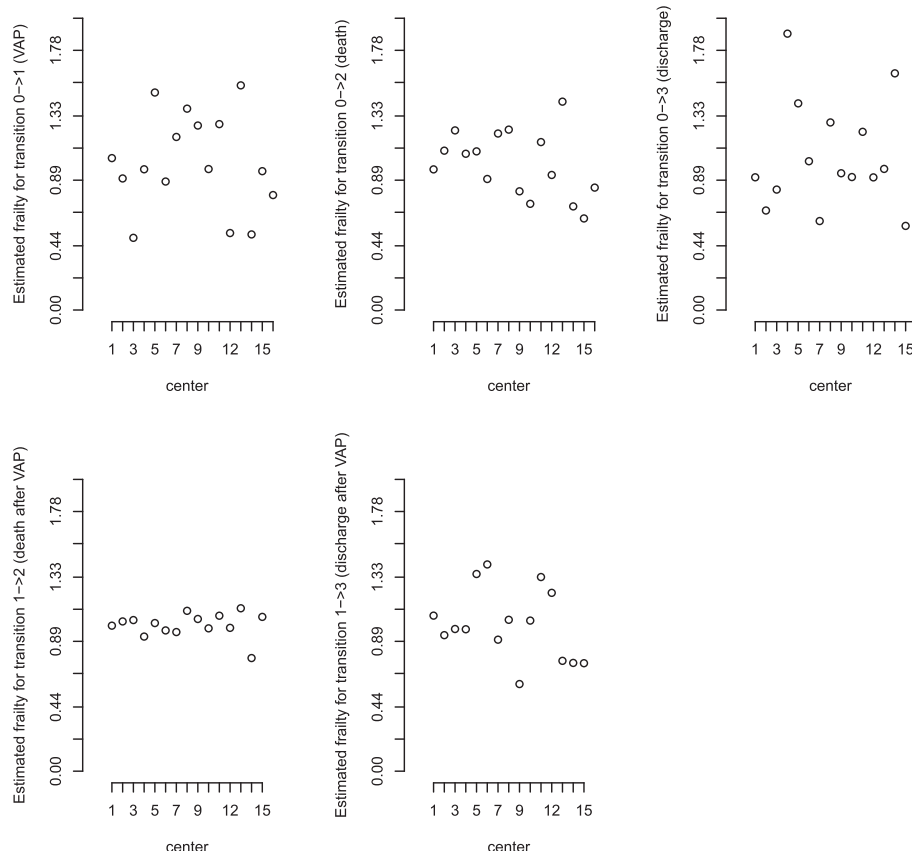 Estimated frailty for transition 0−>1 (VAP)
0.00 0.44 0.89 1.33 1.78
1 3 5 7 9 12 15
center
Estimated frailty for transition 0−>2 (death)
0.00 0.44 0.89 1.33 1.78
1 3 5 7 9 12 15
center
Estimated frailty for transition 0−>3 (discharge)
0.00 0.44 0.89 1.33 1.78
1 3 5 7 9 12 15
center
Estimated frailty for transition 1−>2 (death after VAP)
0.00 0.44 0.89 1.33 1.78
1 3 5 7 9 12 15
center
Estimated frailty for transition 1−>3 (discharge after VAP)
0.00 0.44 0.89 1.33 1.78
1 3 5 7 9 12 15
center